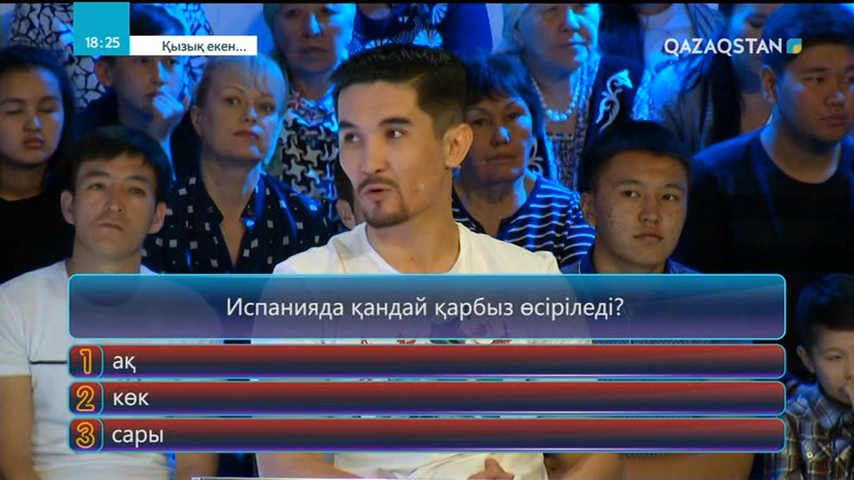 18:25
Қызық екен...
QAZAQSTAN
Испанияда қандай қарбыз өсіріледі?
1 ақ
2 көк
3 сары